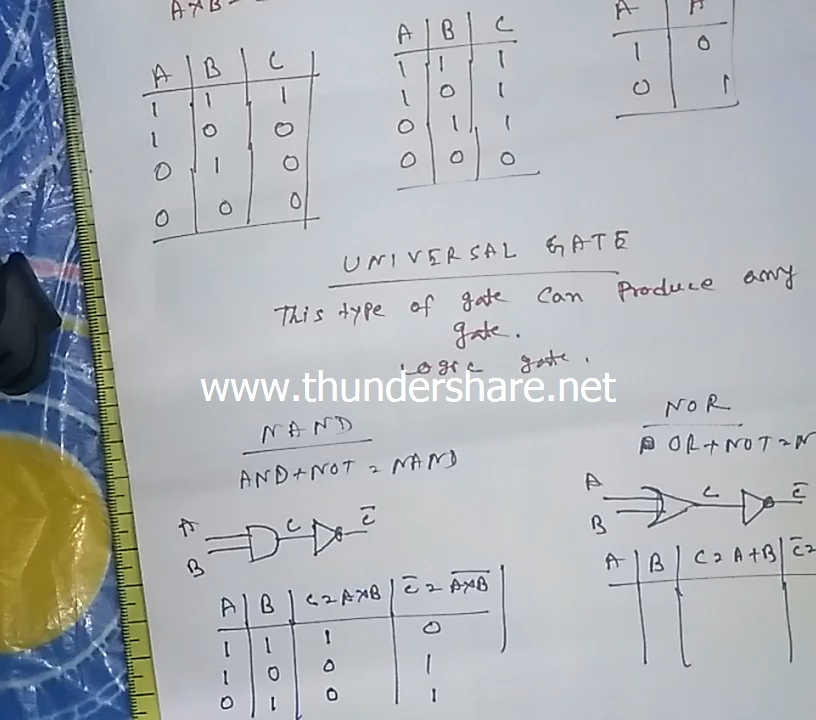 A×B
A B C
1 1 1
1 0 0
0 1 0
0 0 0
A B C
1 1 1
1 0 1
0 1 1
0 0 0
A
1 0
0 1
UNIVERSAL GATE
This type of gate can Produce any
gate.
Logic gate.
www.thundershare.net
NAND
AND+NOT=NAND
A
B
C
C̅
A B C=A×B C̅ = A̅×̅B̅
1 1 1 0
1 0 0 1
0 1 0 1
NOR
OR+NOT=N
A
B
C
C̅
A B C=A+B C̅=